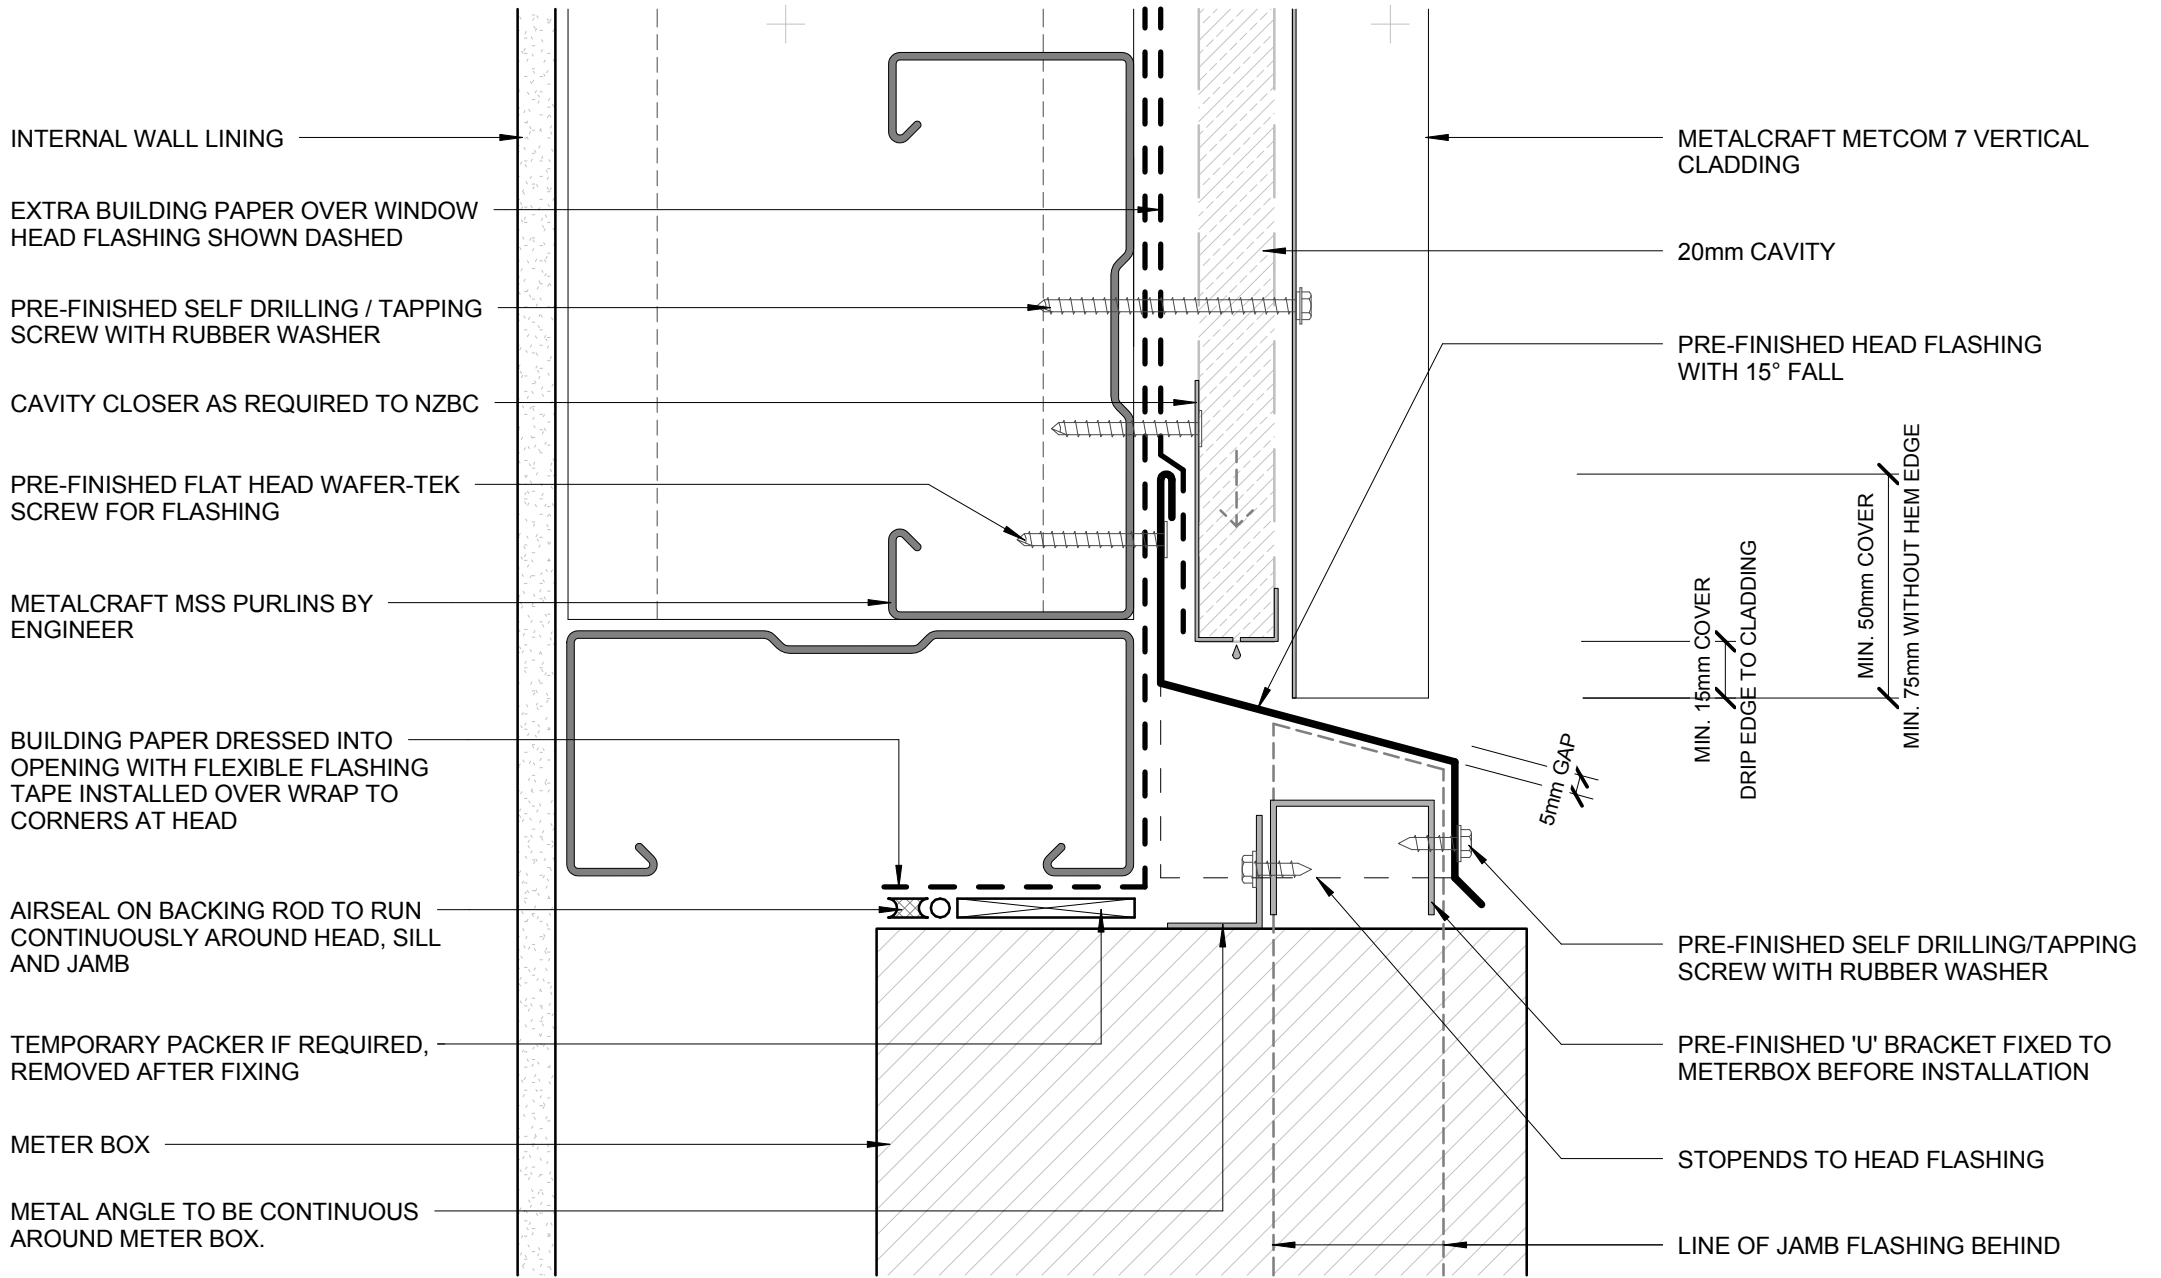 INTERNAL WALL LINING
EXTRA BUILDING PAPER OVER WINDOW
HEAD FLASHING SHOWN DASHED
PRE-FINISHED SELF DRILLING / TAPPING
SCREW WITH RUBBER WASHER
CAVITY CLOSER AS REQUIRED TO NZBC
PRE-FINISHED FLAT HEAD WAFER-TEK
SCREW FOR FLASHING
METALCRAFT MSS PURLINS BY
ENGINEER
BUILDING PAPER DRESSED INTO
OPENING WITH FLEXIBLE FLASHING
TAPE INSTALLED OVER WRAP TO
CORNERS AT HEAD
AIRSEAL ON BACKING ROD TO RUN
CONTINUOUSLY AROUND HEAD, SILL
AND JAMB
TEMPORARY PACKER IF REQUIRED,
REMOVED AFTER FIXING
METER BOX
METAL ANGLE TO BE CONTINUOUS
AROUND METER BOX.
METALCRAFT METCOM 7 VERTICAL
CLADDING
20mm CAVITY
PRE-FINISHED HEAD FLASHING
WITH 15° FALL
5mm GAP
MIN. 15mm COVER
DRIP EDGE TO CLADDING
MIN. 50mm COVER
MIN. 75mm WITHOUT HEM EDGE
PRE-FINISHED SELF DRILLING/TAPPING
SCREW WITH RUBBER WASHER
PRE-FINISHED 'U' BRACKET FIXED TO
METERBOX BEFORE INSTALLATION
STOPENDS TO HEAD FLASHING
LINE OF JAMB FLASHING BEHIND